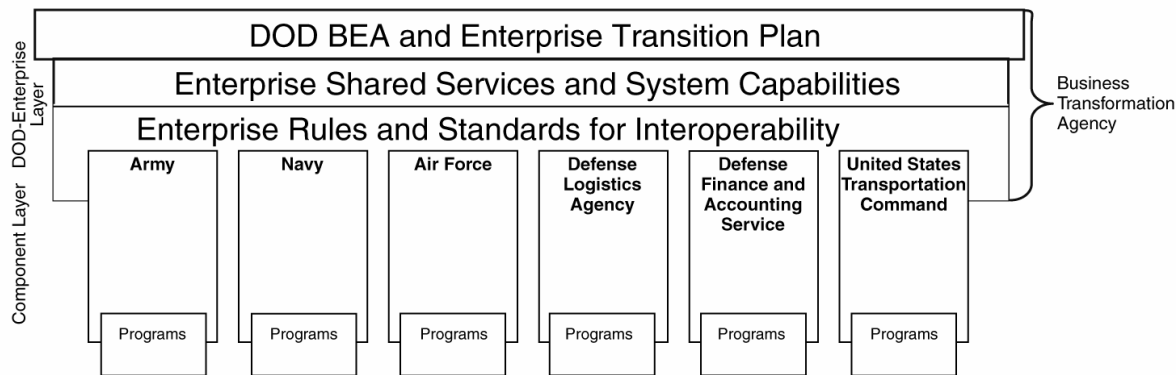 DOD BEA and Enterprise Transition Plan
Enterprise Shared Services and System Capabilities
Enterprise Rules and Standards for Interoperability
DOD-Enterprise
Layer
Component Layer
Business
Transformation
Agency
Army
Navy
Air Force
Defense
Logistics
Agency
Defense
Finance and
Accounting
Service
United States
Transportation
Command
Programs
Programs
Programs
Programs
Programs
Programs